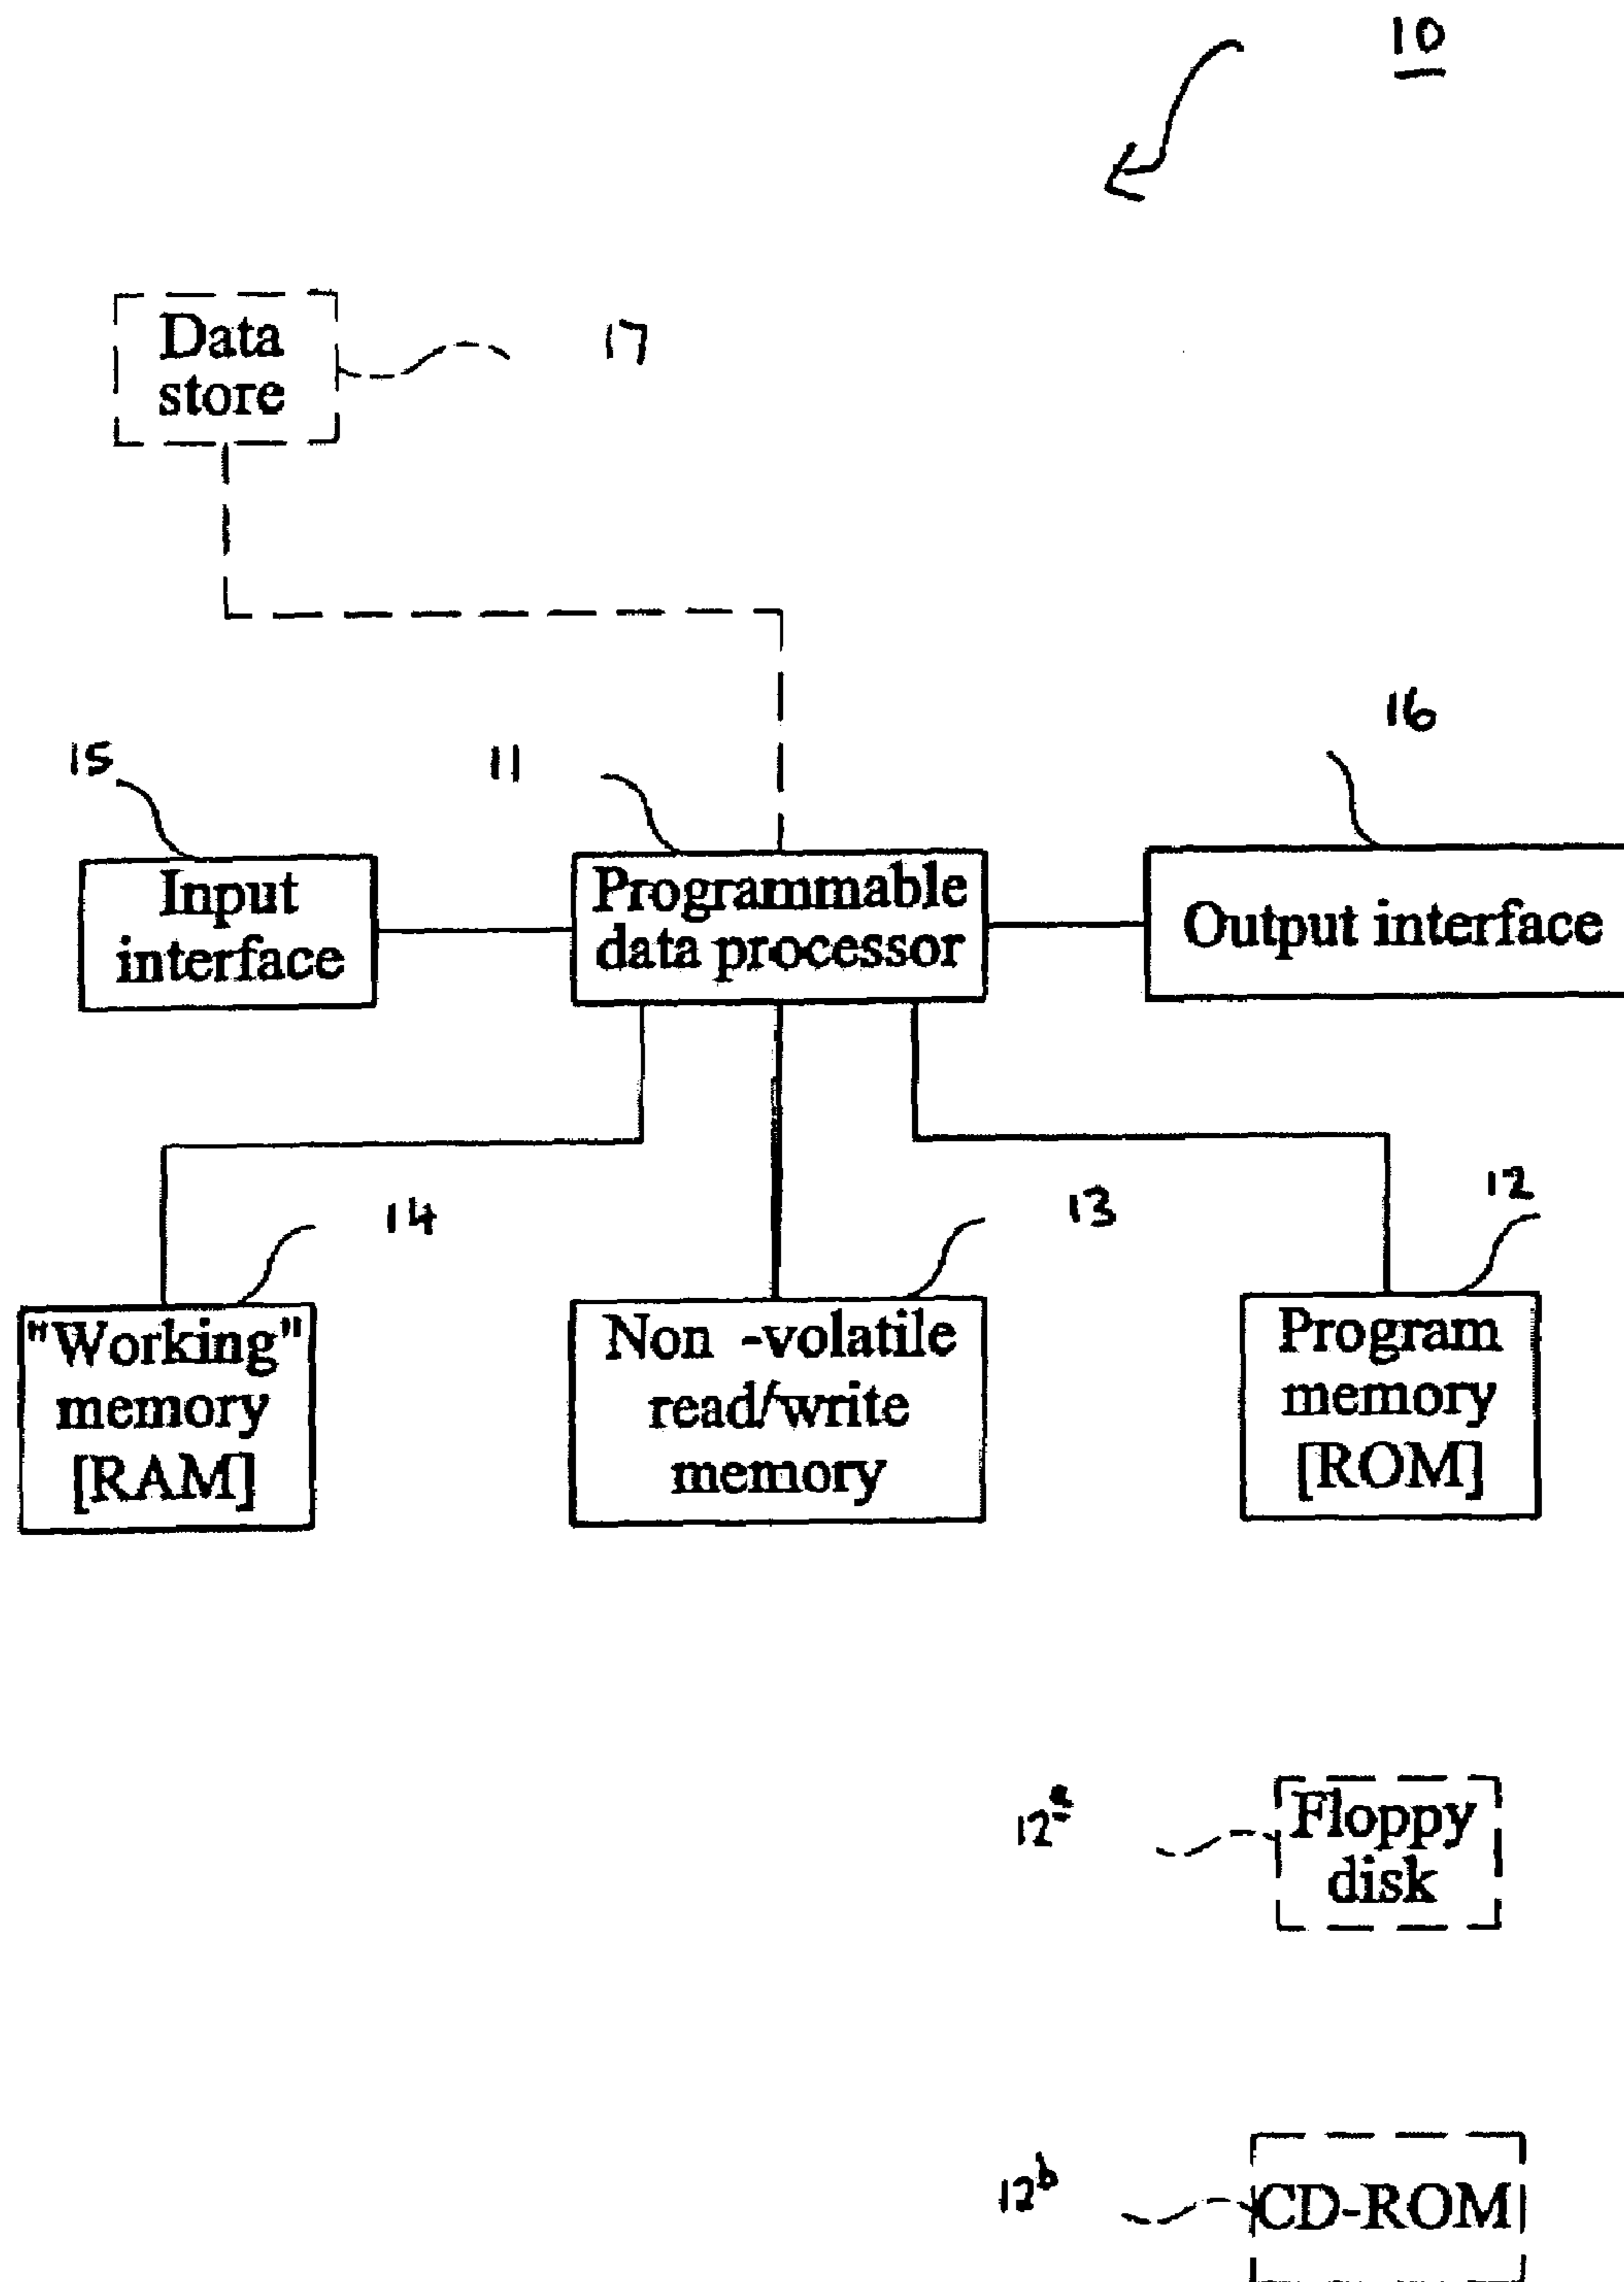 10
Data
store
17
15
11
16
Input
interface
Programmable
data processor
Output interface
14
13
12
"Working"
memory
[RAM]
Non -volatile
read/write
memory
Program
memory
[ROM]
12a
Floppy
disk
12b
CD-ROM